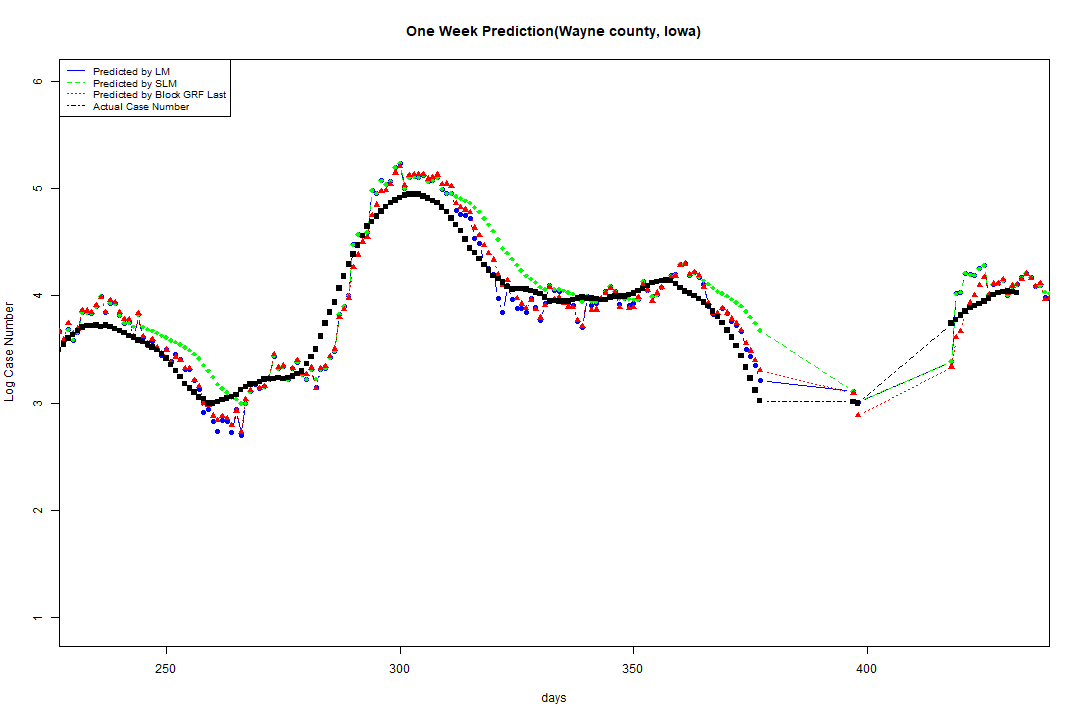 One Week Prediction(Wayne county, Iowa)
Predicted by LM
Predicted by SLM
Predicted by Block GRF Last
Actual Case Number
Log Case Number
6
5
4
3
2
1
250 300 350 400
days